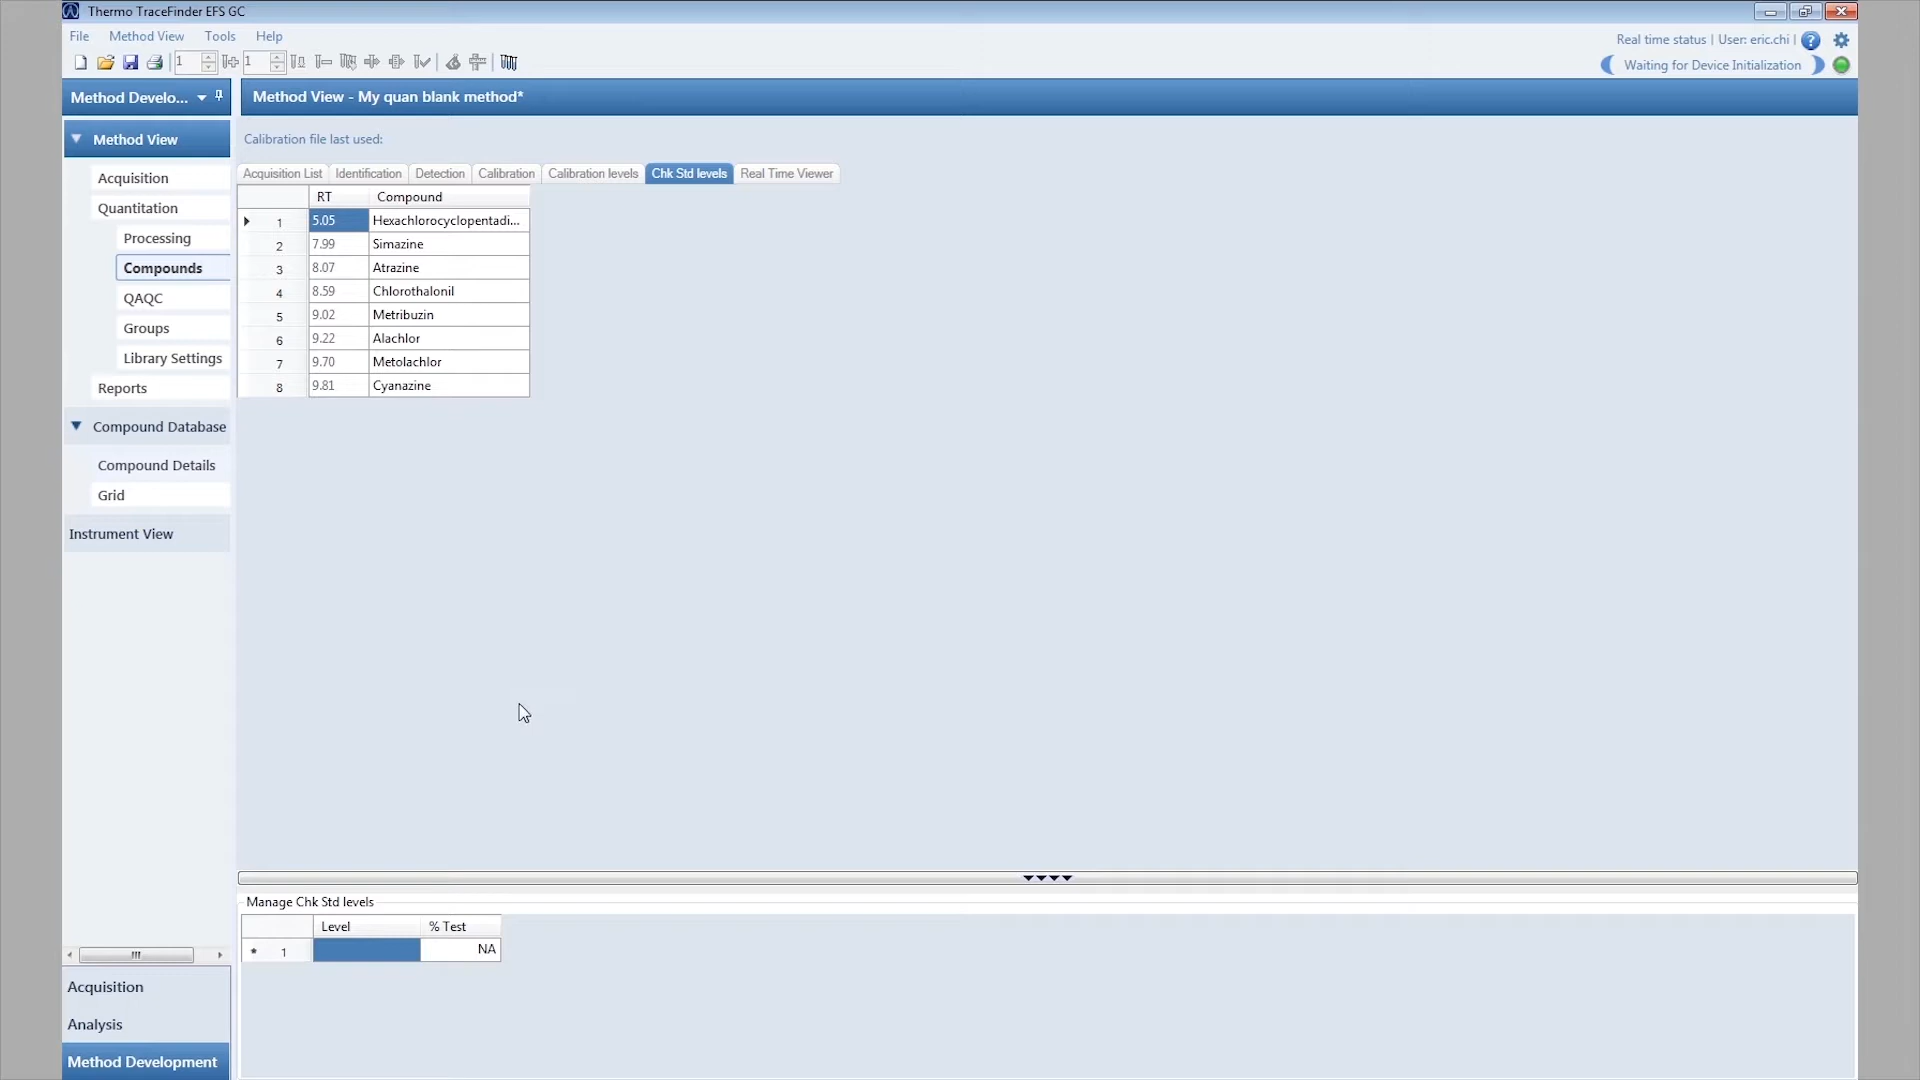 Thermo TraceFinder EFS GC
File Method View Tools Help
Real time status | User: eric.chi |
1 1
Waiting for Device Initialization
Method Develo...
Method View - My quan blank method*
Method View
Calibration file last used:
Acquisition List Identification Detection Calibration Calibration levels Chk Std levels Real Time Viewer
Acquisition
Quantitation
Processing
Compounds
QAQC
Groups
Library Settings
Reports
Compound Database
Compound Details
Grid
Instrument View
RT Compound
1 5.05 Hexachlorocyclopentadi...
2 7.99 Simazine
3 8.07 Atrazine
4 8.59 Chlorothalonil
5 9.02 Metribuzin
6 9.22 Alachlor
7 9.70 Metolachlor
8 9.81 Cyanazine
Manage Chk Std levels
Level % Test
* 1 NA
Acquisition
Analysis
Method Development